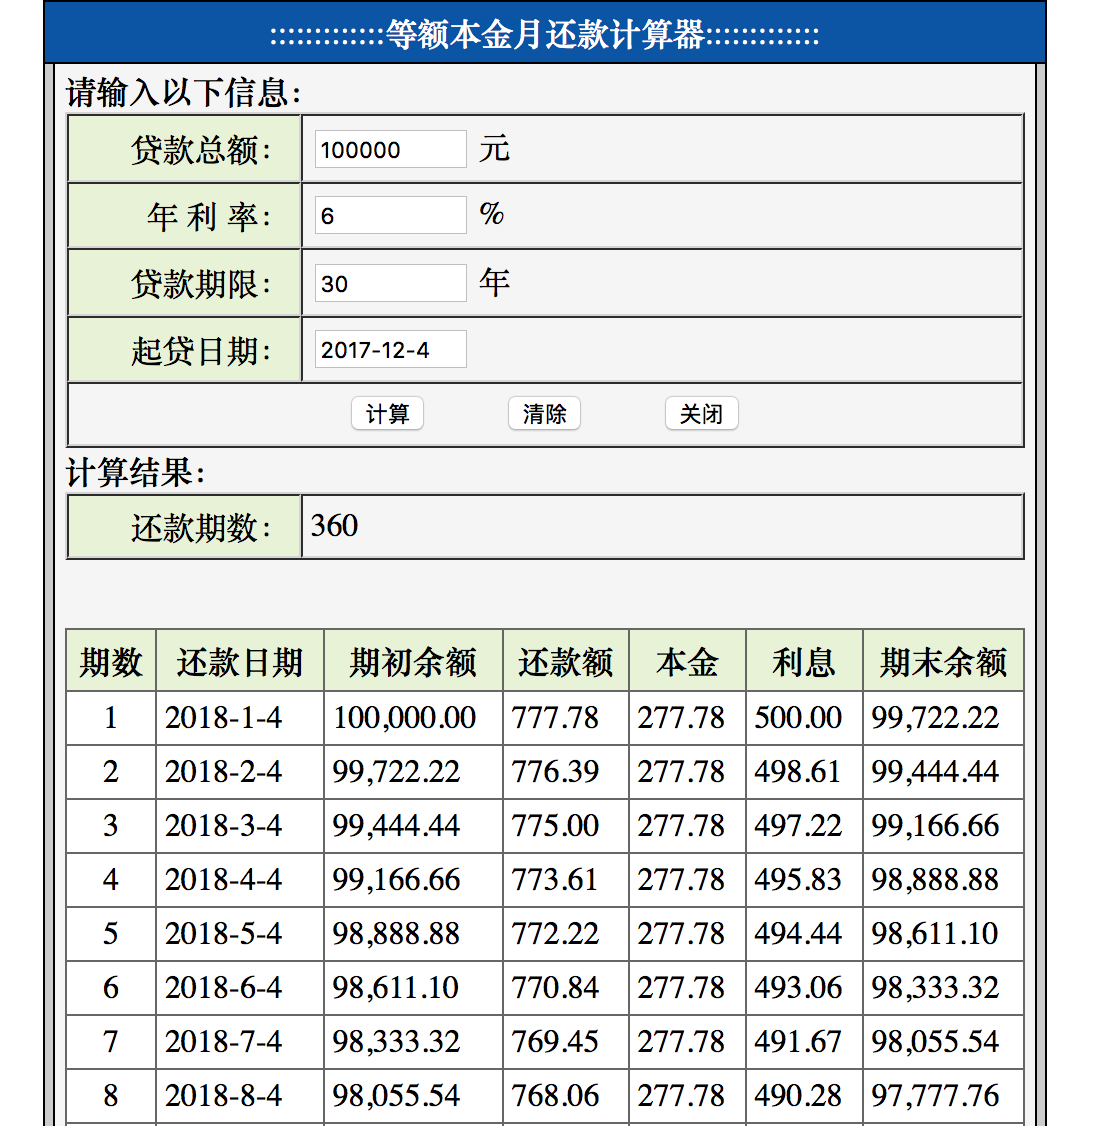 :::::::::::::等额本金月还款计算器:::::::::::::
请输入以下信息：
贷款总额： 100000 元
年 利 率： 6 %
贷款期限： 30 年
起贷日期： 2017-12-4
计算 清除 关闭
计算结果：
还款期数： 360
期数 还款日期 期初余额 还款额 本金 利息 期末余额
1 2018-1-4 100,000.00 777.78 277.78 500.00 99,722.22
2 2018-2-4 99,722.22 776.39 277.78 498.61 99,444.44
3 2018-3-4 99,444.44 775.00 277.78 497.22 99,166.66
4 2018-4-4 99,166.66 773.61 277.78 495.83 98,888.88
5 2018-5-4 98,888.88 772.22 277.78 494.44 98,611.10
6 2018-6-4 98,611.10 770.84 277.78 493.06 98,333.32
7 2018-7-4 98,333.32 769.45 277.78 491.67 98,055.54
8 2018-8-4 98,055.54 768.06 277.78 490.28 97,777.76